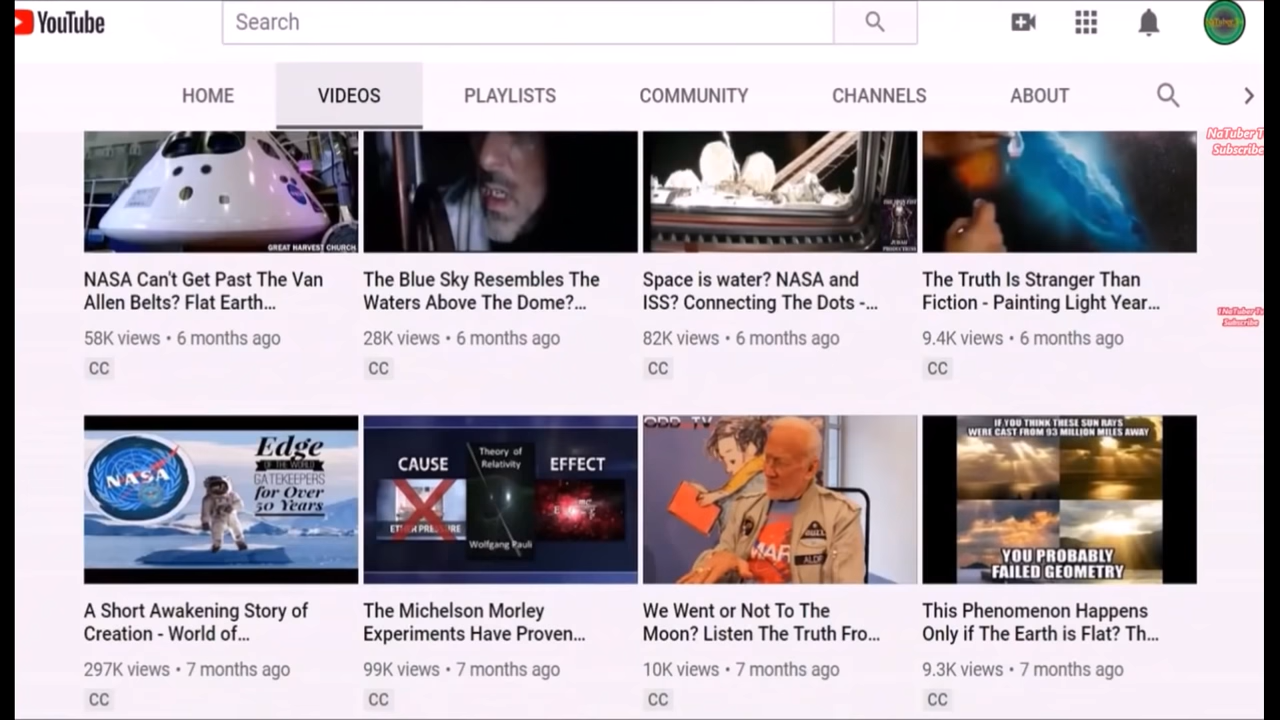 YouTube
Search
HOME VIDEOS PLAYLISTS COMMUNITY CHANNELS ABOUT
NaTuber T
Subscribe
GREAT HARVEST CHURCH
NASA Can't Get Past The Van
Allen Belts? Flat Earth...
58K views • 6 months ago
CC
The Blue Sky Resembles The
Waters Above The Dome?...
28K views • 6 months ago
CC
Space is water? NASA and
ISS? Connecting The Dots -...
82K views • 6 months ago
CC
The Truth Is Stranger Than
Fiction - Painting Light Year...
9.4K views • 6 months ago
CC
NaTuber Tv
Subscribe
NASA
Edge
OF THE WORLD
GATEKEEPERS
for Over
50 Years
A Short Awakening Story of
Creation - World of...
297K views • 7 months ago
CC
CAUSE
Theory of
Relativity
EFFECT
Wolfgang Pauli
The Michelson Morley
Experiments Have Proven...
99K views • 7 months ago
CC
ODD TV
MAR
We Went or Not To The
Moon? Listen The Truth Fro...
10K views • 7 months ago
CC
IF YOU THINK THESE SUN RAYS
WERE CAST FROM 93 MILLION MILES AWAY
YOU PROBABLY
FAILED GEOMETRY
This Phenomenon Happens
Only if The Earth is Flat? Th...
9.3K views • 7 months ago
CC